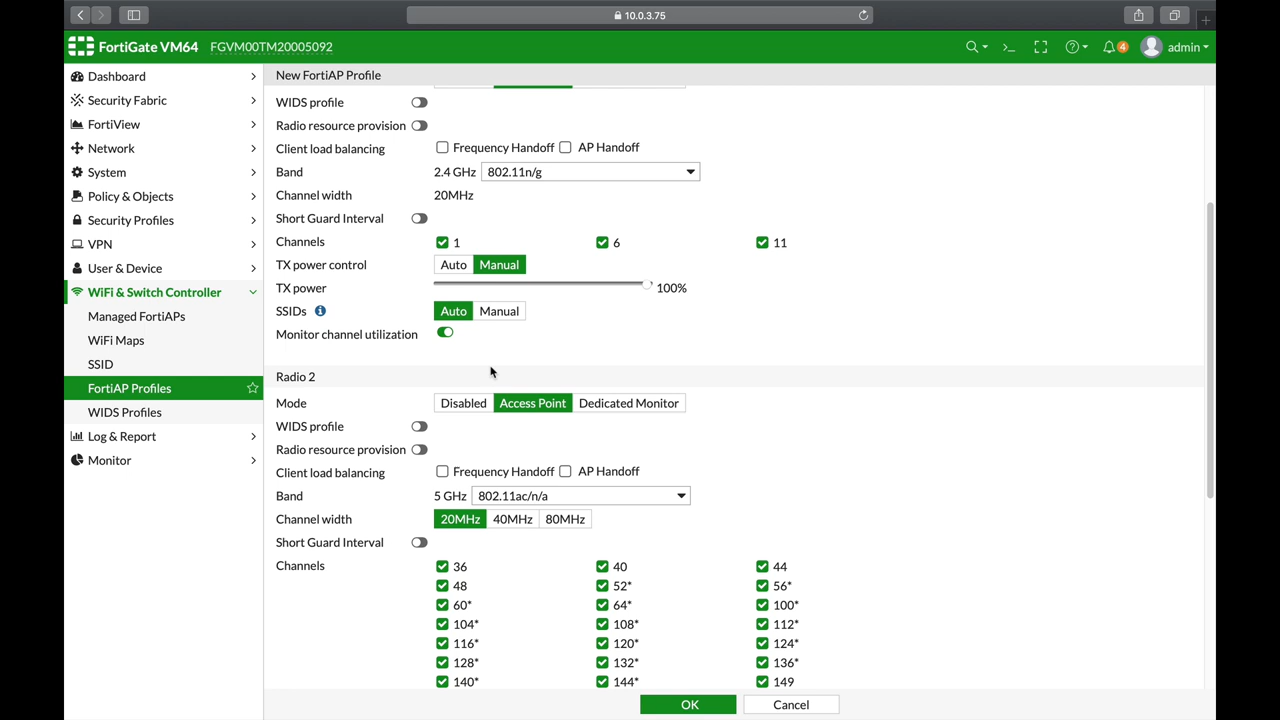 10.0.3.75
FortiGate VM64 FGVM00TM20005092
4 admin
Dashboard
Security Fabric
FortiView
Network
System
Policy & Objects
Security Profiles
VPN
User & Device
WiFi & Switch Controller
Managed FortiAPs
WiFi Maps
SSID
FortiAP Profiles
WIDS Profiles
Log & Report
Monitor
New FortiAP Profile
WIDS profile
Radio resource provision
Client load balancing Frequency Handoff AP Handoff
Band 2.4 GHz 802.11n/g
Channel width 20MHz
Short Guard Interval
Channels 1 6 11
TX power control Auto Manual
TX power 100%
SSIDs Auto Manual
Monitor channel utilization
Radio 2
Mode Disabled Access Point Dedicated Monitor
WIDS profile
Radio resource provision
Client load balancing Frequency Handoff AP Handoff
Band 5 GHz 802.11ac/n/a
Channel width 20MHz 40MHz 80MHz
Short Guard Interval
Channels 36 40 44
48 52* 56*
60* 64* 100*
104* 108* 112*
116* 120* 124*
128* 132* 136*
140* 144* 149
OK Cancel